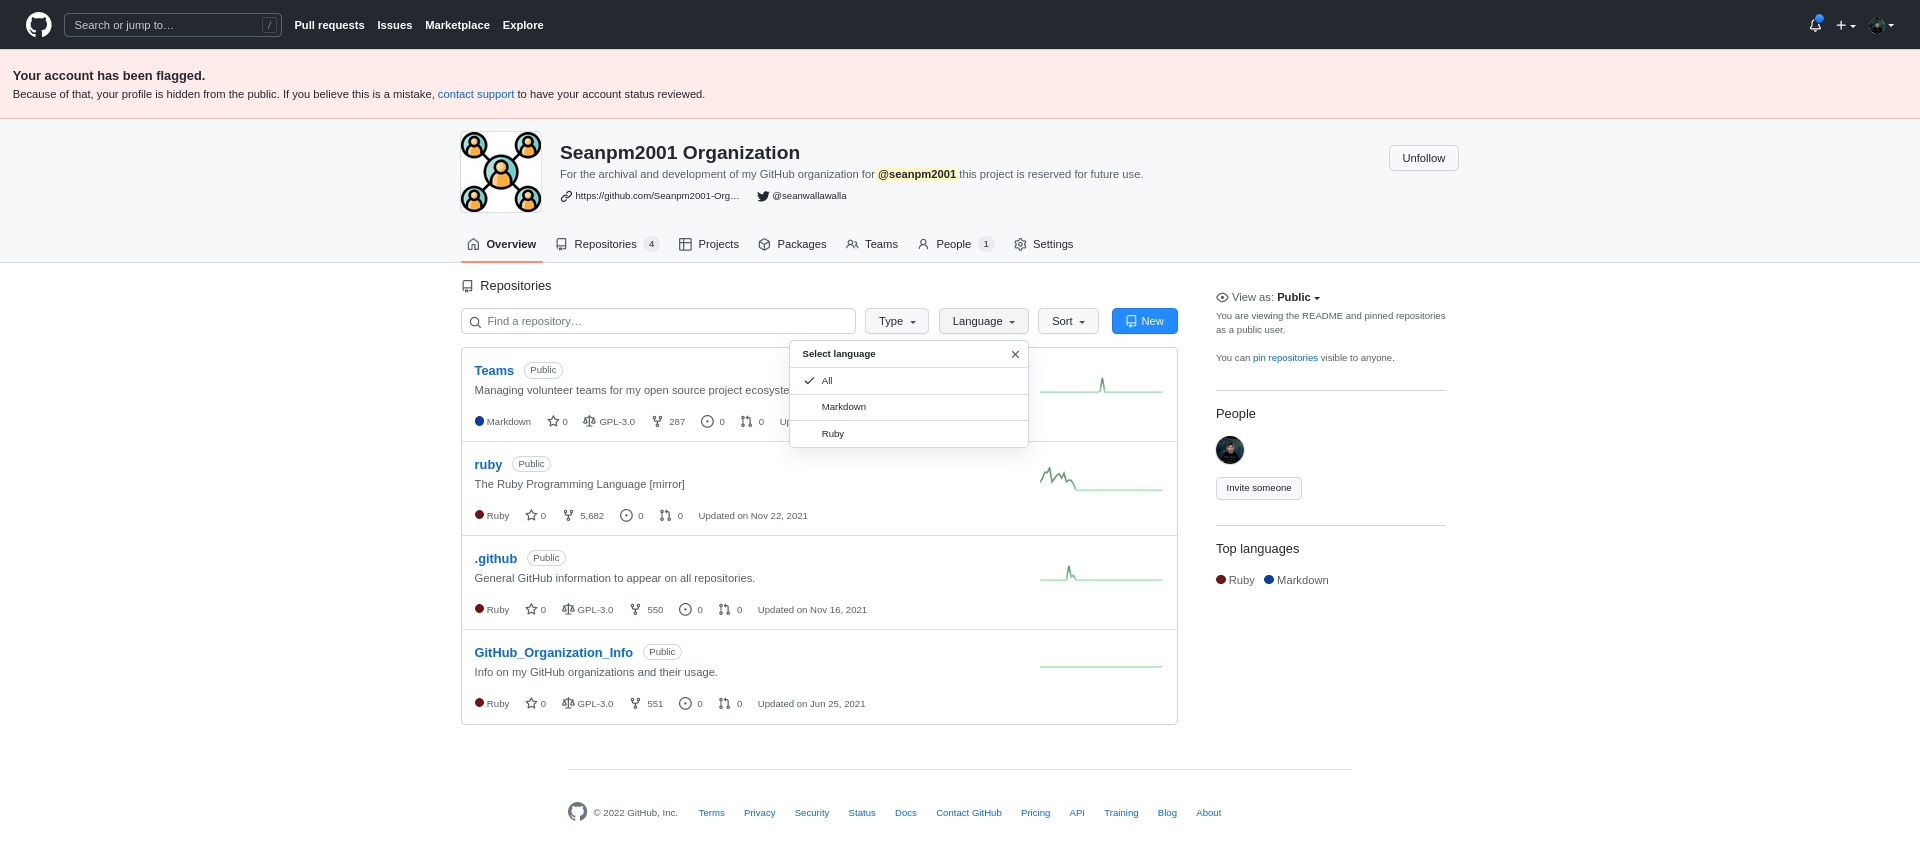 Search or jump to… /
Pull requests Issues Marketplace Explore
Your account has been flagged.
Because of that, your profile is hidden from the public. If you believe this is a mistake, contact support to have your account status reviewed.
Seanpm2001 Organization
Unfollow
For the archival and development of my GitHub organization for @seanpm2001 this project is reserved for future use.
https://github.com/Seanpm2001-Org… @seanwallawalla
Overview Repositories 4 Projects Packages Teams People 1 Settings
Repositories
Find a repository… Type Language Sort New
Select language
All
Markdown
Ruby
Teams Public
Managing volunteer teams for my open source project ecosyste
Markdown 0 GPL-3.0 287 0 0 Up
ruby Public
The Ruby Programming Language [mirror]
Ruby 0 5,682 0 0 Updated on Nov 22, 2021
.github Public
General GitHub information to appear on all repositories.
Ruby 0 GPL-3.0 550 0 0 Updated on Nov 16, 2021
GitHub_Organization_Info Public
Info on my GitHub organizations and their usage.
Ruby 0 GPL-3.0 551 0 0 Updated on Jun 25, 2021
View as: Public
You are viewing the README and pinned repositories
as a public user.
You can pin repositories visible to anyone.
People
Invite someone
Top languages
Ruby Markdown
© 2022 GitHub, Inc. Terms Privacy Security Status Docs Contact GitHub Pricing API Training Blog About